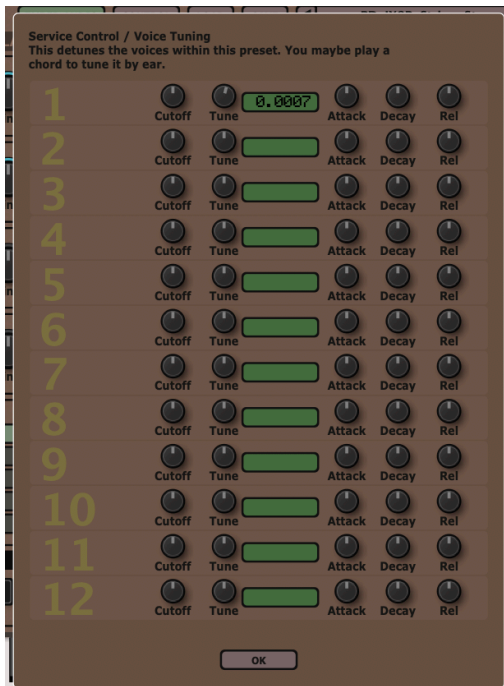 Service Control / Voice Tuning
This detunes the voices within this preset. You maybe play a
chord to tune it by ear.
1 Cutoff Tune 0.0007 Attack Decay Rel
2 Cutoff Tune Attack Decay Rel
3 Cutoff Tune Attack Decay Rel
4 Cutoff Tune Attack Decay Rel
5 Cutoff Tune Attack Decay Rel
6 Cutoff Tune Attack Decay Rel
7 Cutoff Tune Attack Decay Rel
8 Cutoff Tune Attack Decay Rel
9 Cutoff Tune Attack Decay Rel
10 Cutoff Tune Attack Decay Rel
11 Cutoff Tune Attack Decay Rel
12 Cutoff Tune Attack Decay Rel
OK